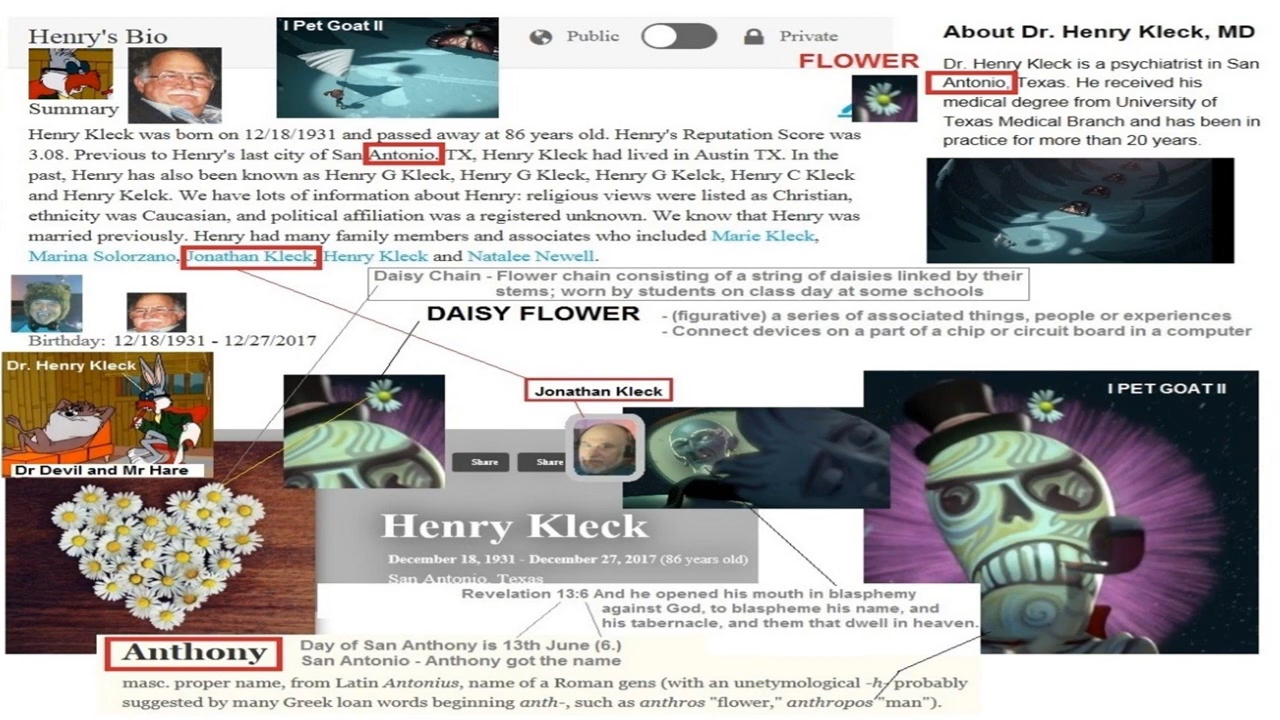 Henry's Bio
I Pet Goat II
Public
Private
FLOWER
Summary
Henry Kleck was born on 12/18/1931 and passed away at 86 years old. Henry's Reputation Score was
3.08. Previous to Henry's last city of San Antonio, TX, Henry Kleck had lived in Austin TX. In the
past, Henry has also been known as Henry G Kleck, Henry G Kleck, Henry G Kelck, Henry C Kleck
and Henry Kelck. We have lots of information about Henry: religious views were listed as Christian,
ethnicity was Caucasian, and political affiliation was a registered unknown. We know that Henry was
married previously. Henry had many family members and associates who included Marie Kleck,
Marina Solorzano, Jonathan Kleck, Henry Kleck and Natalee Newell.
About Dr. Henry Kleck, MD
Dr. Henry Kleck is a psychiatrist in San
Antonio, Texas. He received his
medical degree from University of
Texas Medical Branch and has been in
practice for more than 20 years.
Daisy Chain - Flower chain consisting of a string of daisies linked by their
stems; worn by students on class day at some schools
DAISY FLOWER
- (figurative) a series of associated things, people or experiences
- Connect devices on a part of a chip or circuit board in a computer
Birthday: 12/18/1931 - 12/27/2017
Dr. Henry Kleck
Dr Devil and Mr Hare
Jonathan Kleck
I PET GOAT II
Share
Share
Henry Kleck
December 18, 1931 - December 27, 2017 (86 years old)
San Antonio, Texas
Revelation 13:6 And he opened his mouth in blasphemy
against God, to blaspheme his name, and
his tabernacle, and them that dwell in heaven.
Anthony
Day of San Anthony is 13th June (6.)
San Antonio - Anthony got the name
masc. proper name, from Latin Antonius, name of a Roman gens (with an unetymological -h- probably
suggested by many Greek loan words beginning anth-, such as anthros "flower," anthropos "man").